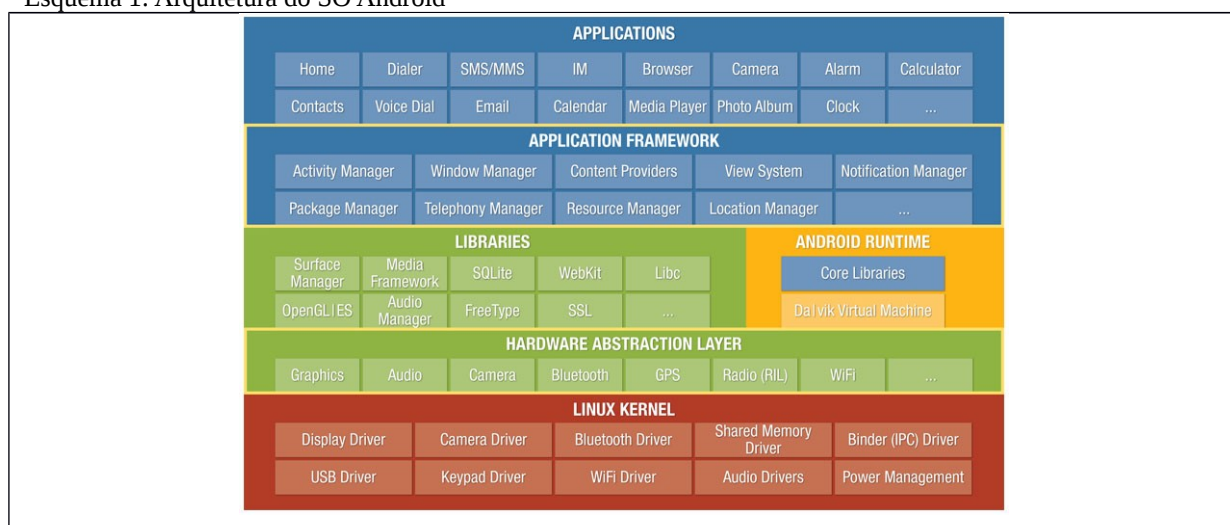 Esquema 1: Arquitetura do SO Android
APPLICATIONS
Home Dialer SMS/MMS IM Browser Camera Alarm Calculator
Contacts Voice Dial Email Calendar Media Player Photo Album Clock ...
APPLICATION FRAMEWORK
Activity Manager Window Manager Content Providers View System Notification Manager
Package Manager Telephony Manager Resource Manager Location Manager ...
LIBRARIES ANDROID RUNTIME
Surface Manager Media Framework SQLite WebKit Libc Core Libraries
OpenGL|ES Audio Manager FreeType SSL ... Dalvik Virtual Machine
HARDWARE ABSTRACTION LAYER
Graphics Audio Camera Bluetooth GPS Radio (RIL) WiFi ...
LINUX KERNEL
Display Driver Camera Driver Bluetooth Driver Shared Memory Driver Binder (IPC) Driver
USB Driver Keypad Driver WiFi Driver Audio Drivers Power Management